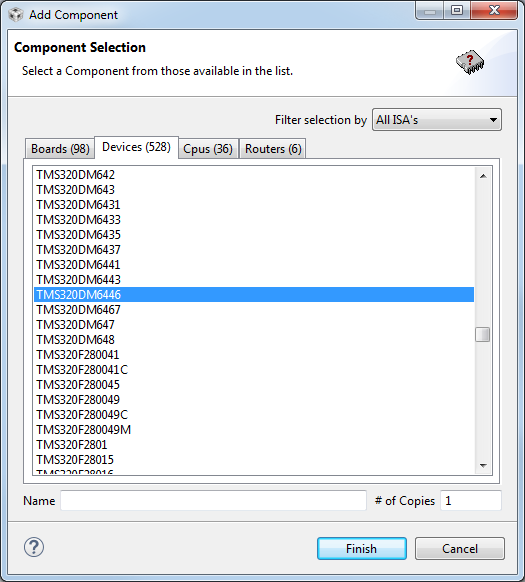 Add Component
Component Selection
Select a Component from those available in the list.
?
Filter selection by All ISA's
Boards (98) Devices (528) Cpus (36) Routers (6)
TMS320DM642
TMS320DM643
TMS320DM6431
TMS320DM6433
TMS320DM6435
TMS320DM6437
TMS320DM6441
TMS320DM6443
TMS320DM6446
TMS320DM6467
TMS320DM647
TMS320DM648
TMS320F280041
TMS320F280041C
TMS320F280045
TMS320F280049
TMS320F280049C
TMS320F280049M
TMS320F2801
TMS320F28015
TMS320F28016
Name # of Copies 1
? Finish Cancel